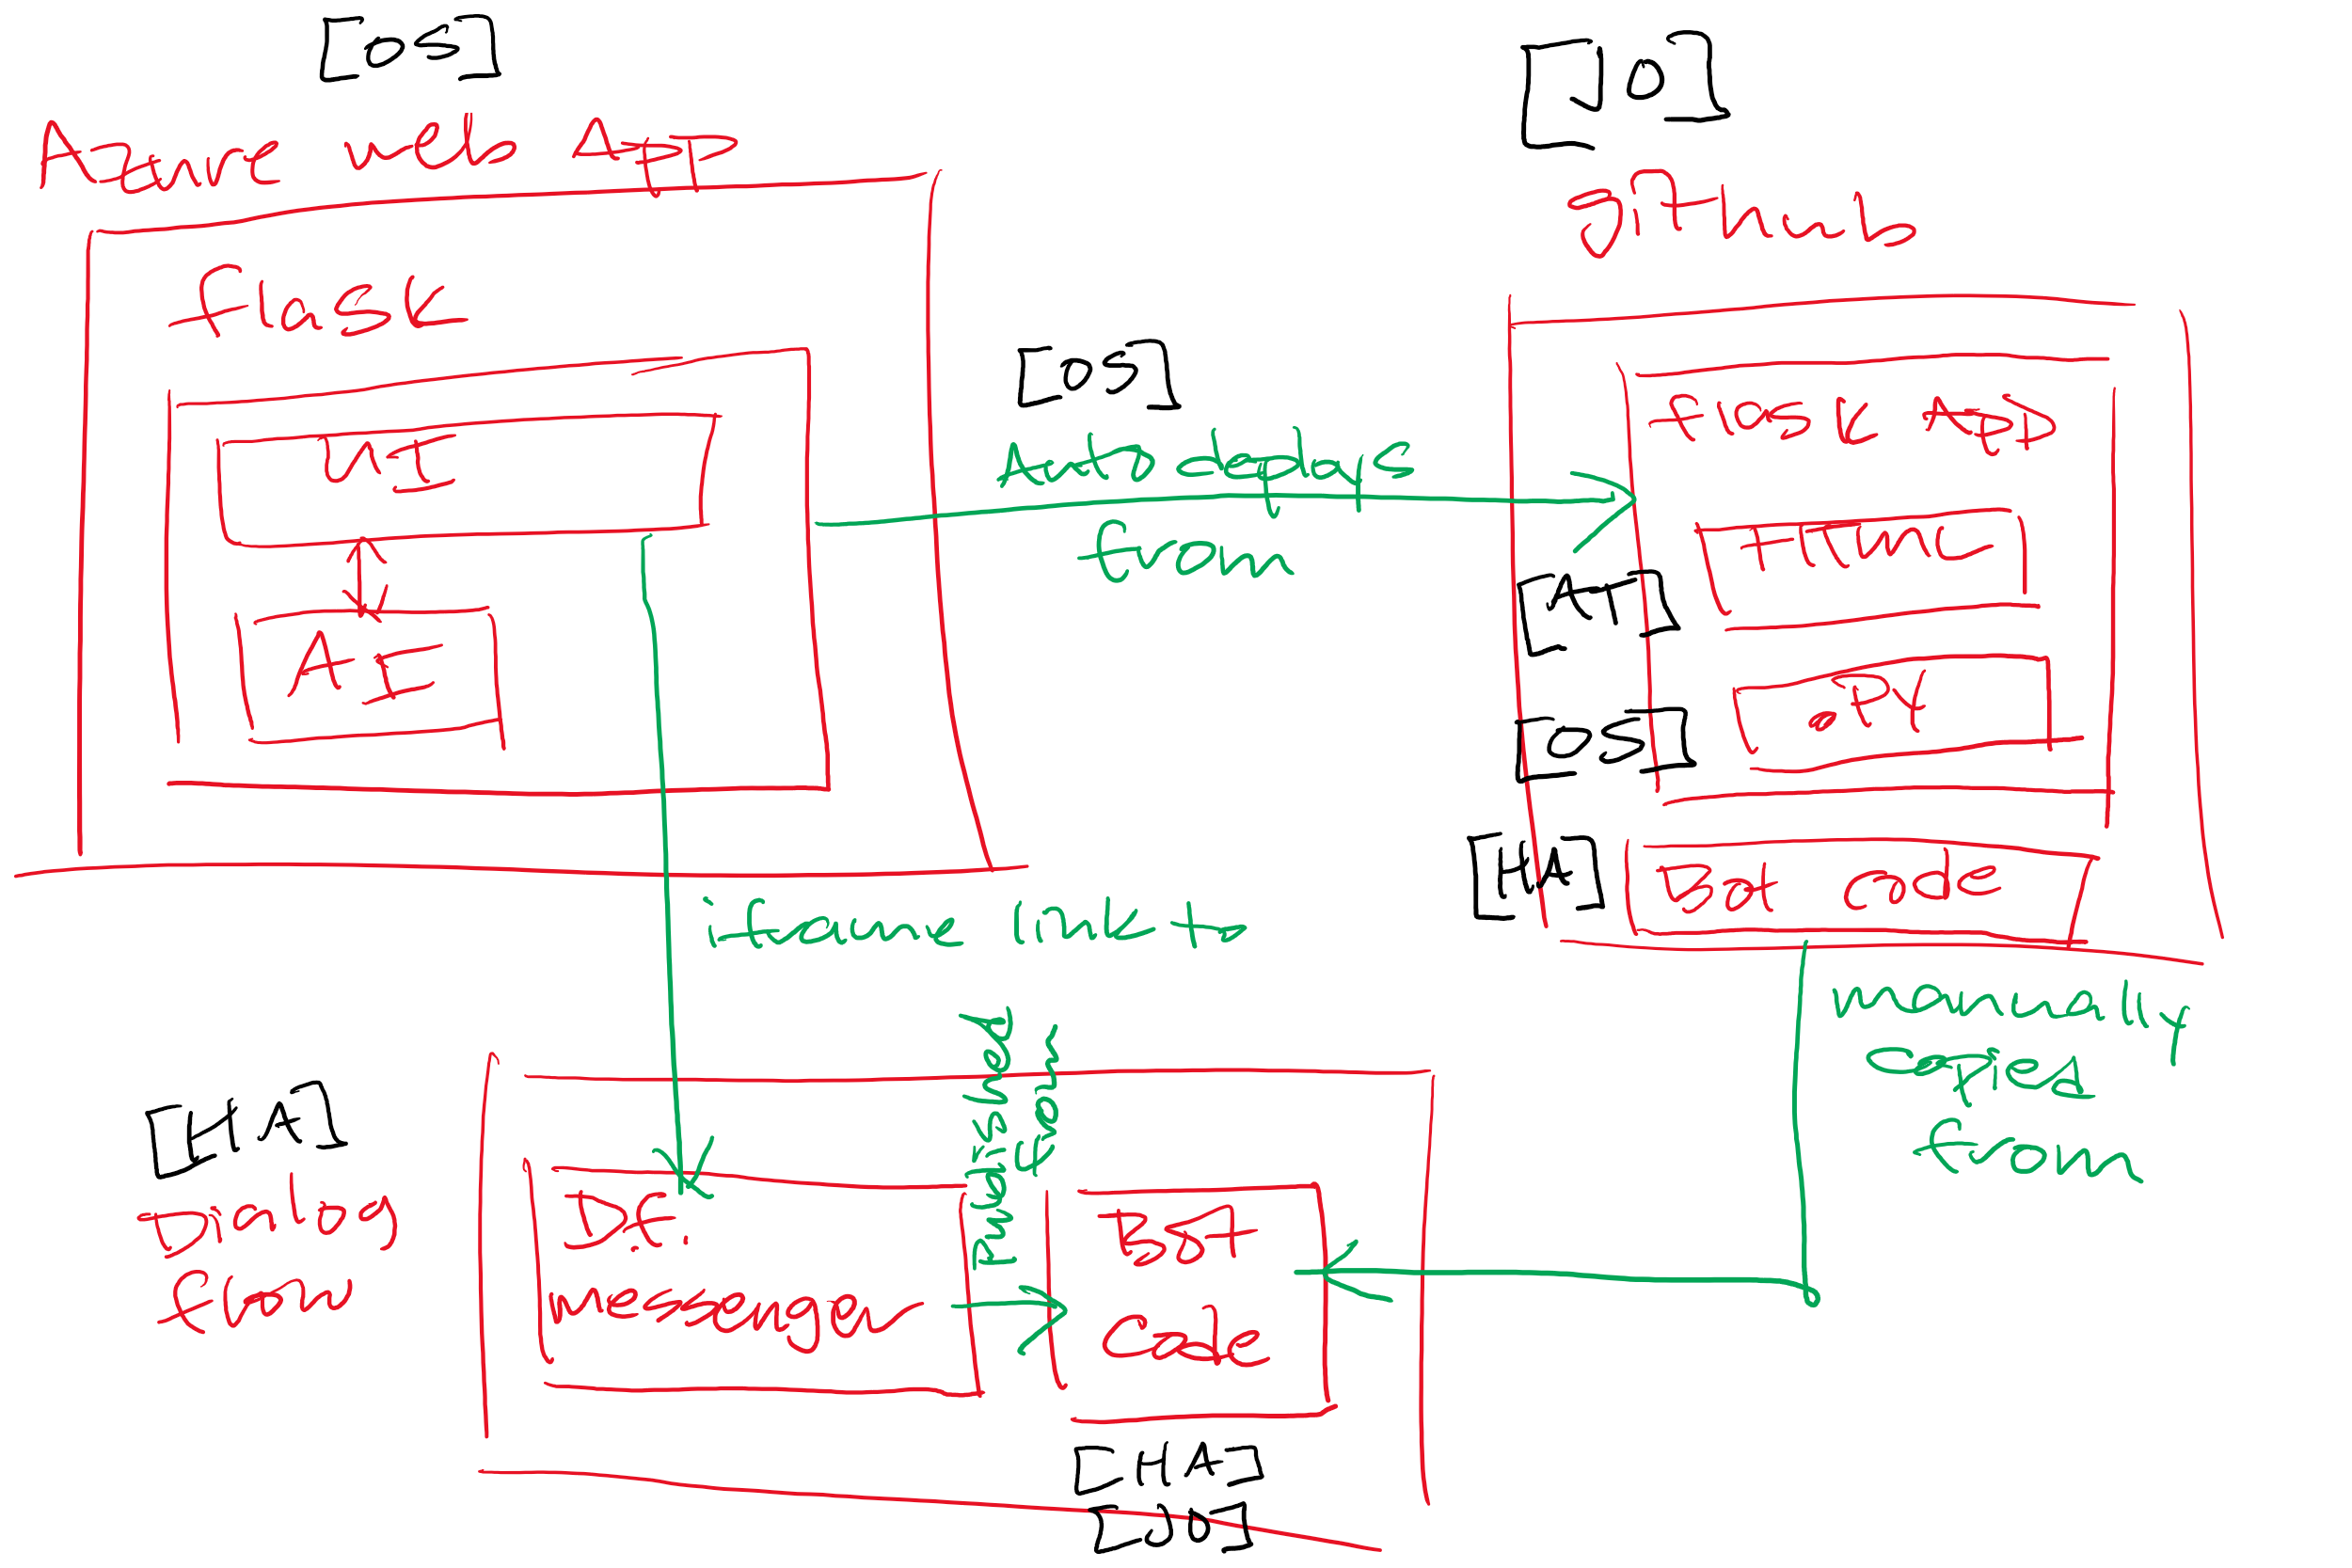 [OS]
Azure web App
flask
UI
AI
[OS]
Auto deploys
from
[JO]
github
flask App
HTML
[AT]
.PY
[OS]
[HA]
Bot code
iframe link to
manually
copied
from
[HA]
Dialog
flow
D.F.
messenger
published
from
Bot
code
[HA]
[JO]